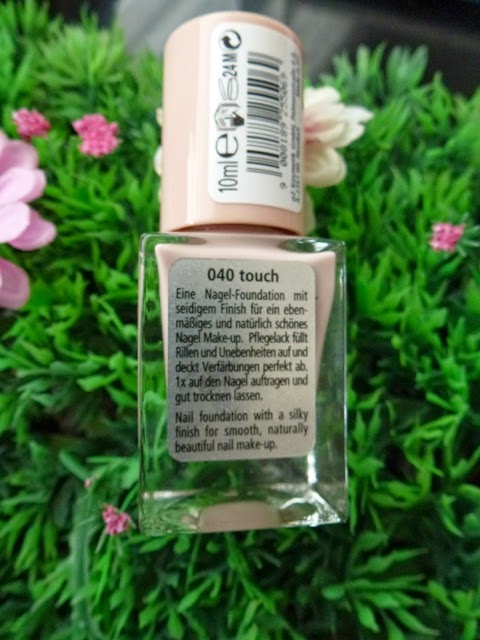 10ml e 24M
040 touch
Eine Nagel-Foundation mit
seidigem Finish für ein eben-
mäßiges und natürlich schönes
Nagel Make-up. Pflegelack füllt
Rillen und Unebenheiten auf und
deckt Verfärbungen perfekt ab.
1x auf den Nagel auftragen und
gut trocknen lassen.
Nail foundation with a silky
finish for smooth, naturally
beautiful nail make-up.